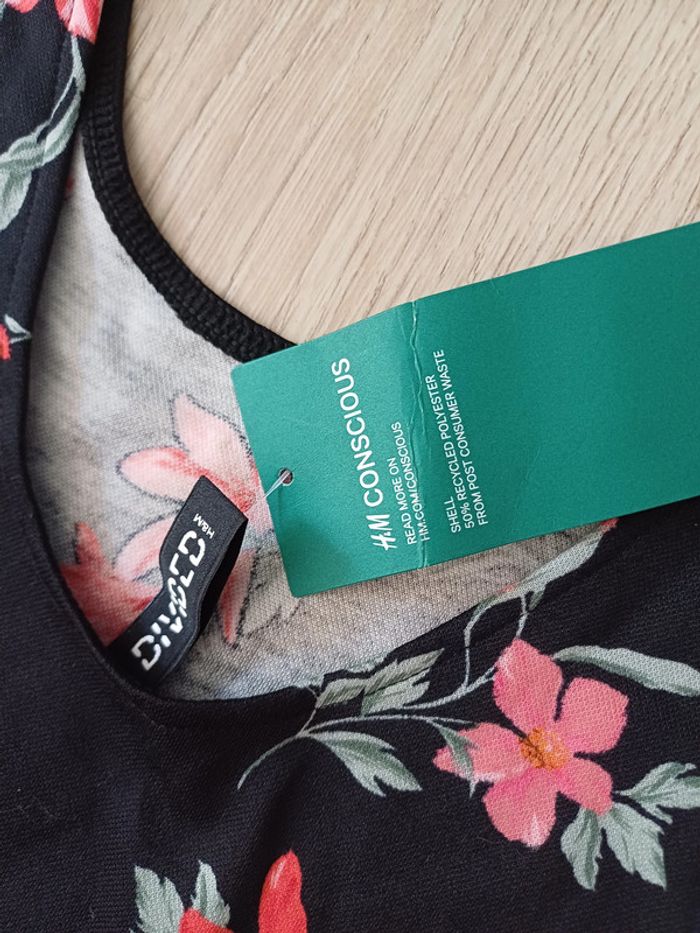 H&M CONSCIOUS
READ MORE ON
HM.COM/CONSCIOUS
SHELL
50% RECYCLED POLYESTER
FROM POST CONSUMER WASTE
DIVIDED
H&M